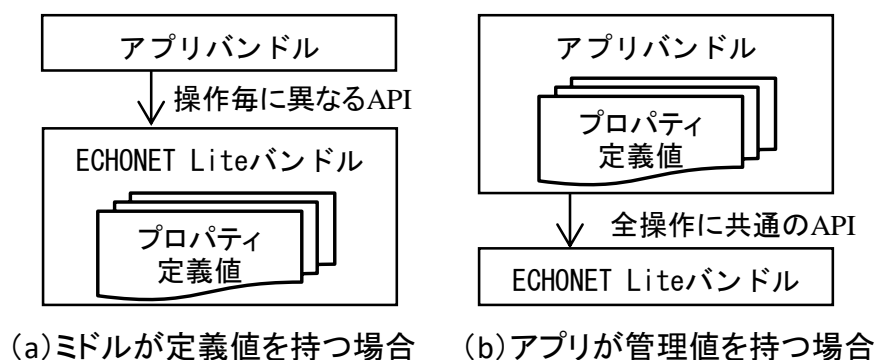 アプリバンドル
操作毎に異なるAPI
ECHONET Liteバンドル
プロパティ
定義値
(a)ミドルが定義値を持つ場合
アプリバンドル
プロパティ
定義値
全操作に共通のAPI
ECHONET Liteバンドル
(b)アプリが管理値を持つ場合